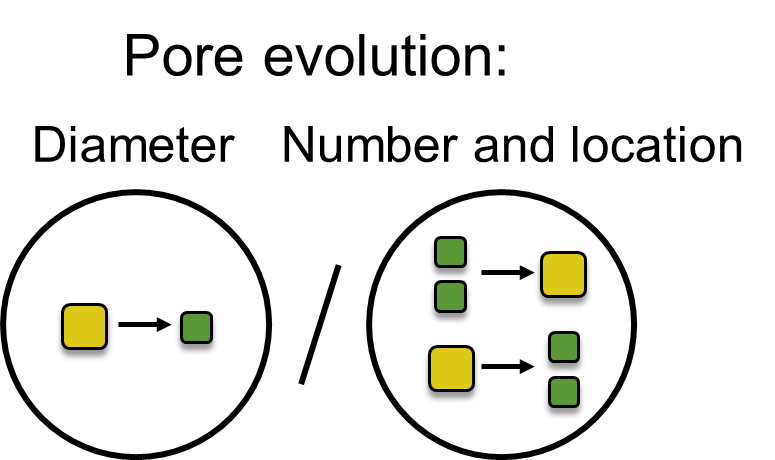 Pore evolution:
Diameter
Number and location
/